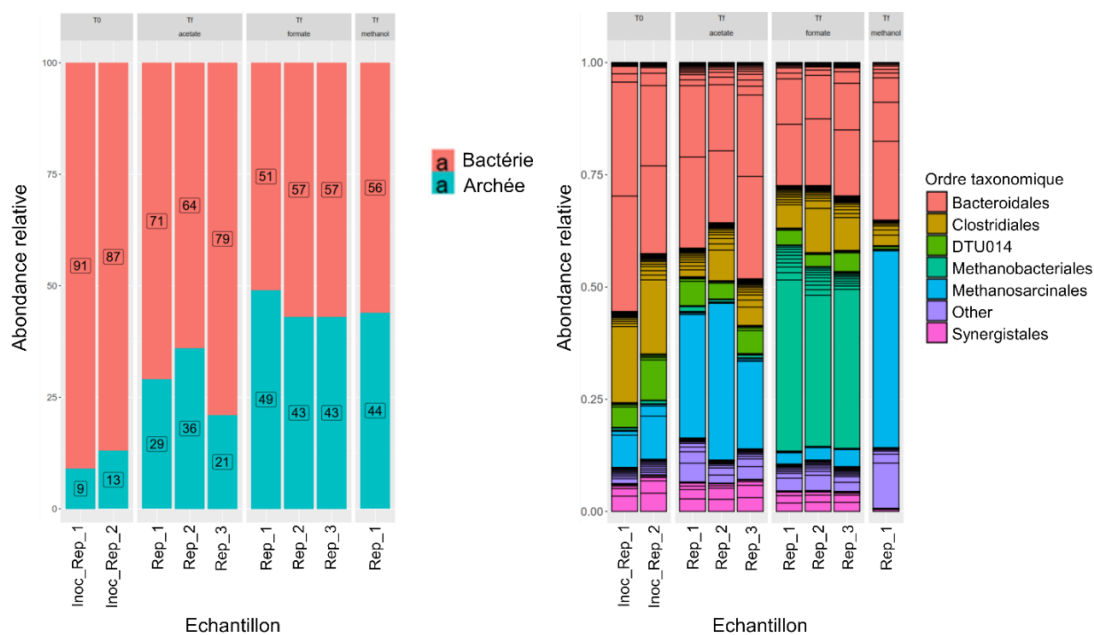 T0 Tf Tf Tf
acetate formate methanol
Abondance relative
100
75
50
25
0
91 87 71 64 79 51 57 57 56
9 13 29 36 21 49 43 43 44
Inoc_Rep_1 Inoc_Rep_2 Rep_1 Rep_2 Rep_3 Rep_1 Rep_2 Rep_3 Rep_1
Echantillon
a Bactérie
a Archée
T0 Tf Tf Tf
acetate formate methanol
Abondance relative
1.00
0.75
0.50
0.25
0.00
Inoc_Rep_1 Inoc_Rep_2 Rep_1 Rep_2 Rep_3 Rep_1 Rep_2 Rep_3 Rep_1
Echantillon
Ordre taxonomique
Bacteroidales
Clostridiales
DTU014
Methanobacteriales
Methanosarcinales
Other
Synergistales